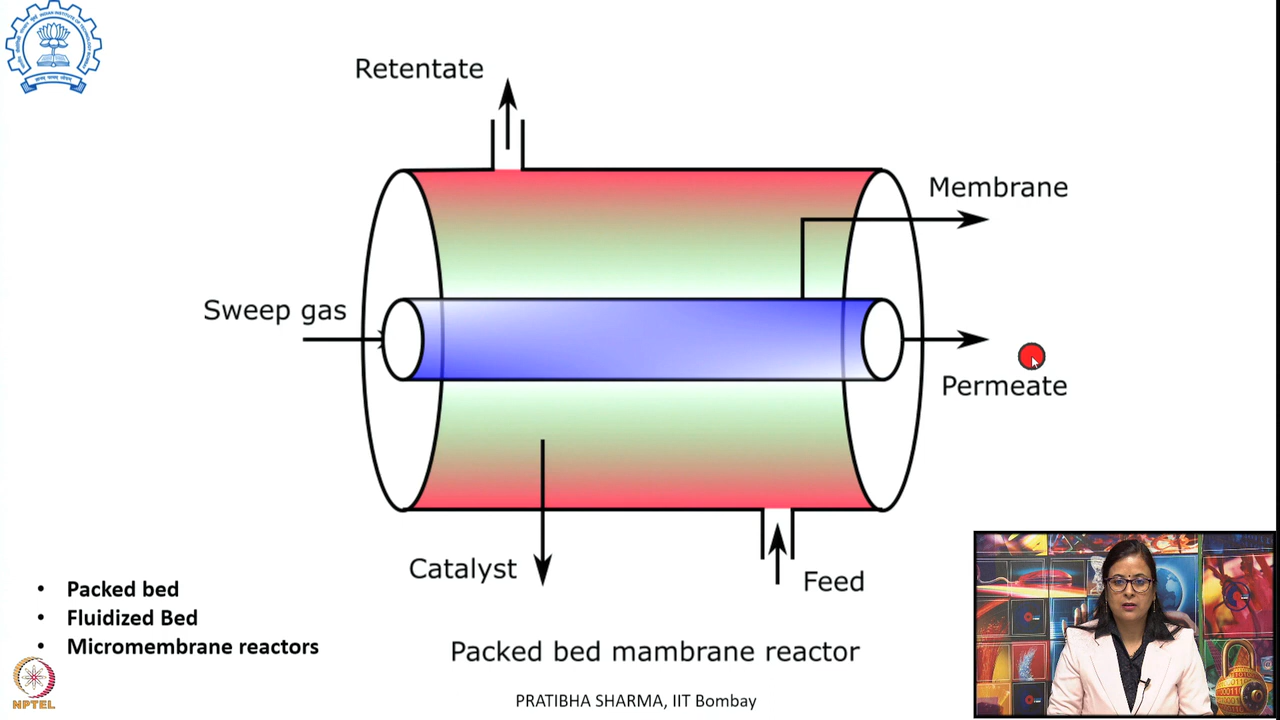 Retentate
Membrane
Sweep gas
Permeate
Catalyst
Feed
• Packed bed
• Fluidized Bed
• Micromembrane reactors
Packed bed mambrane reactor
NPTEL
PRATIBHA SHARMA, IIT Bombay